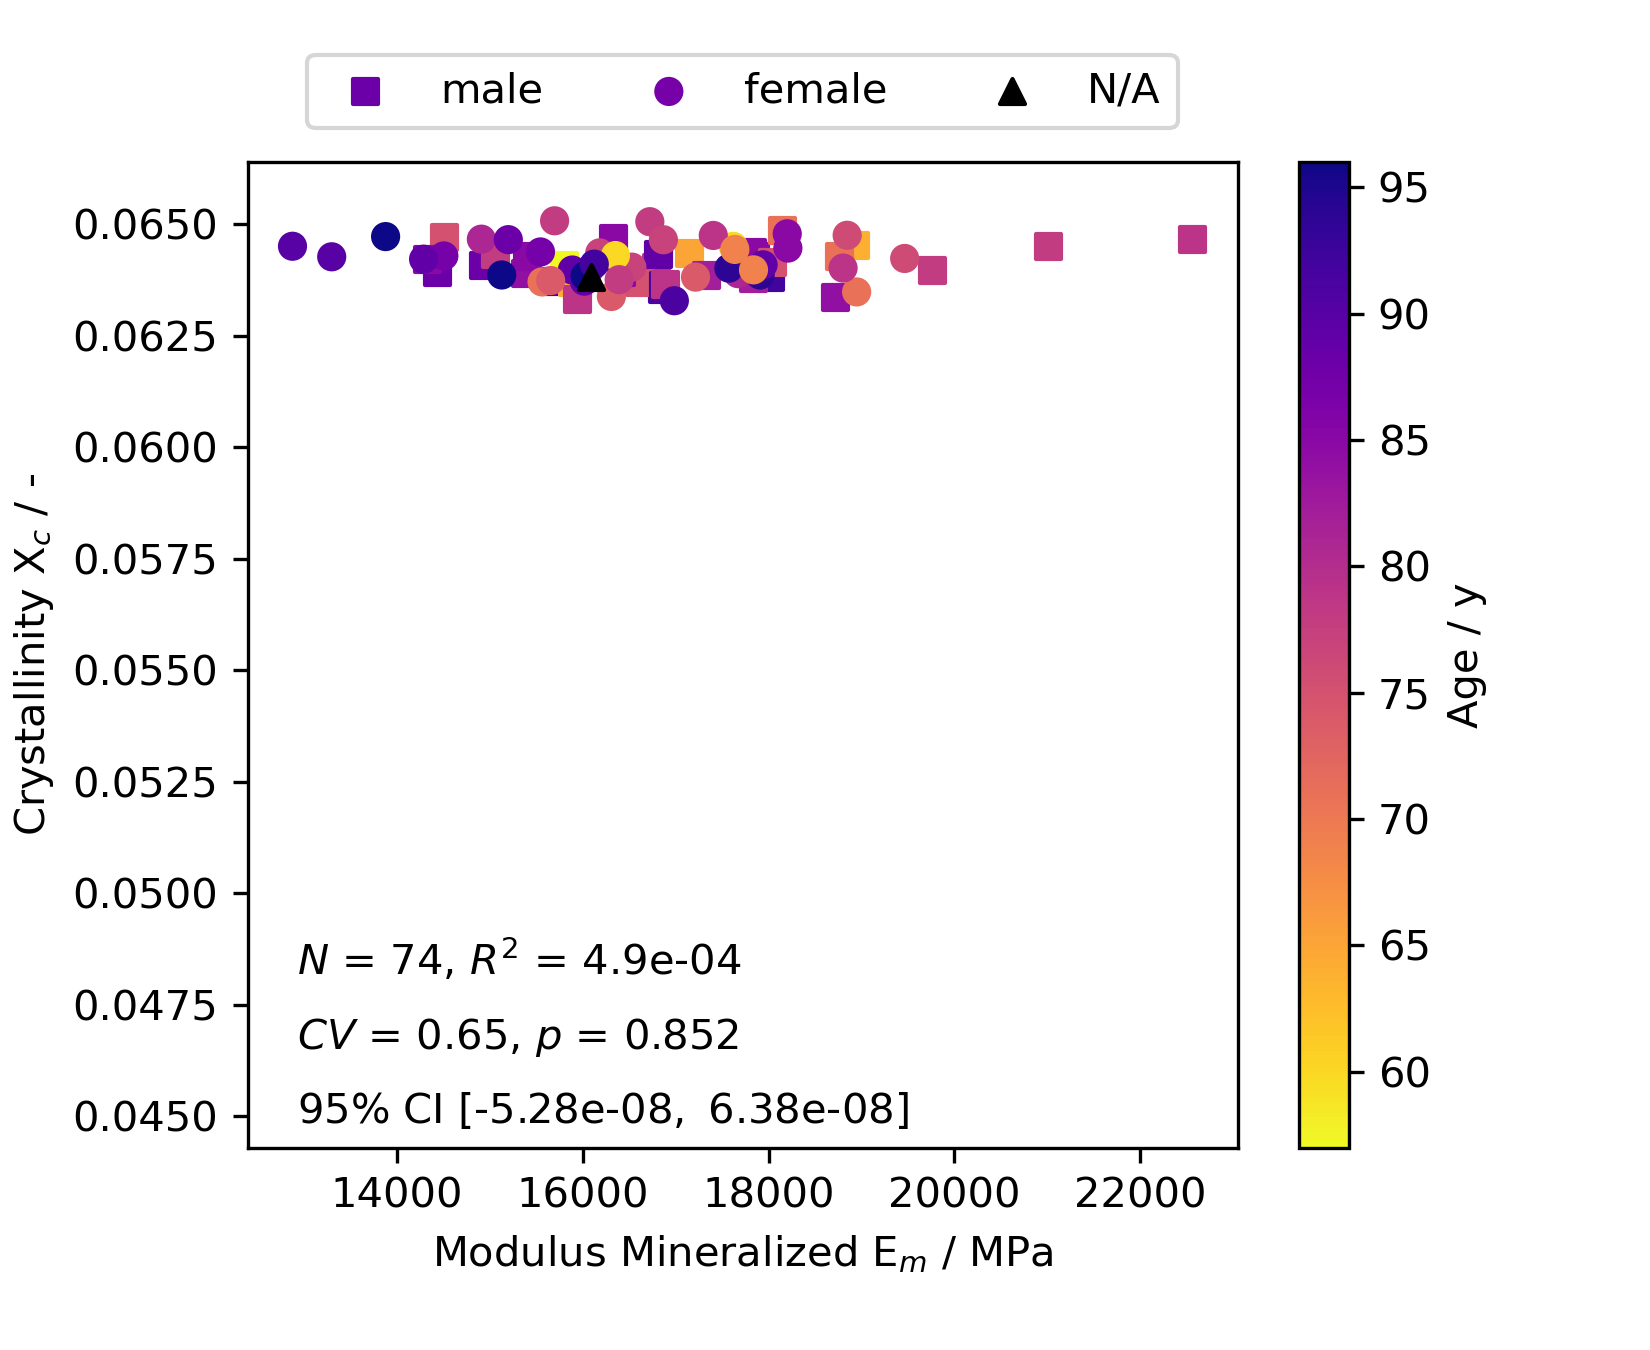 male female N/A
0.0650
0.0625
0.0600
0.0575
0.0550
0.0525
0.0500
0.0475
0.0450
Crystallinity X_c / -
N = 74, R² = 4.9e-04
CV = 0.65, p = 0.852
95% CI [-5.28e-08, 6.38e-08]
14000 16000 18000 20000 22000
Modulus Mineralized E_m / MPa
95
90
85
80
75
70
65
60
Age / y